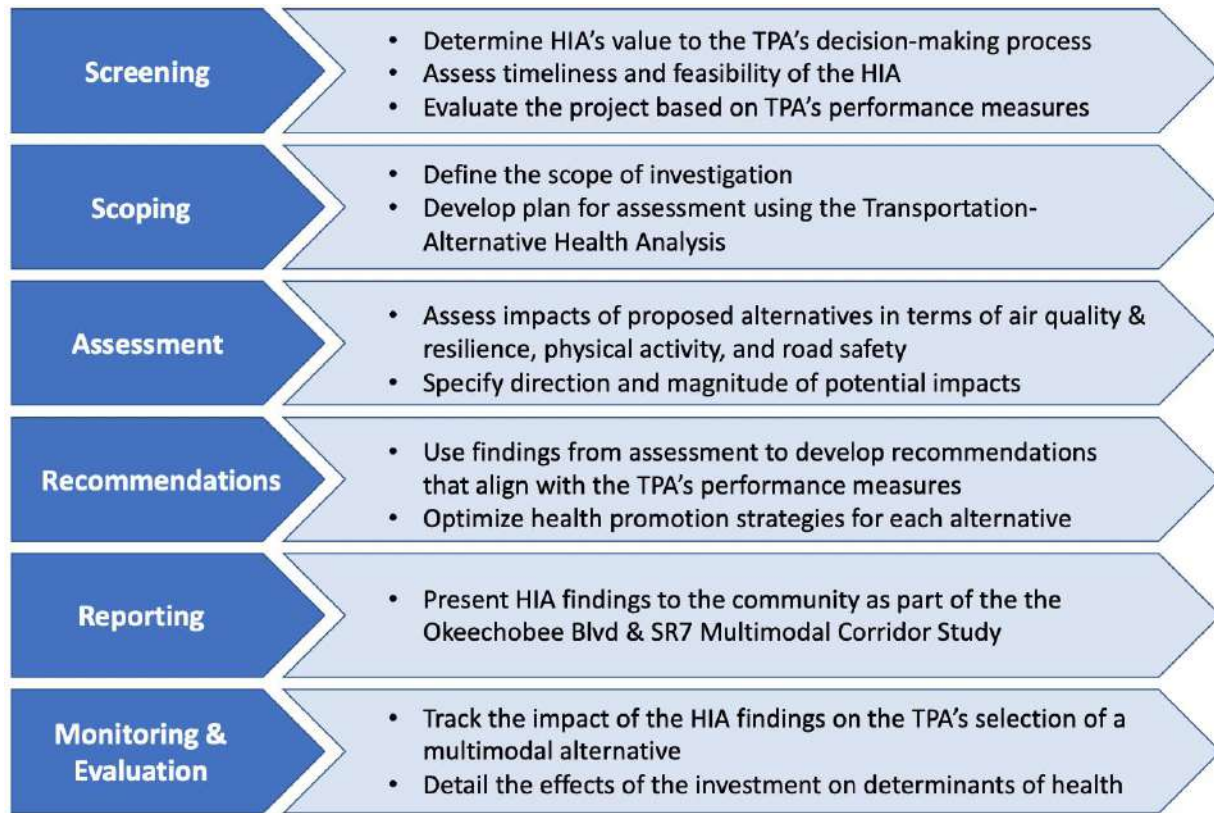 Screening
• Determine HIA's value to the TPA's decision-making process
• Assess timeliness and feasibility of the HIA
• Evaluate the project based on TPA's performance measures
Scoping
• Define the scope of investigation
• Develop plan for assessment using the Transportation-
Alternative Health Analysis
Assessment
• Assess impacts of proposed alternatives in terms of air quality &
resilience, physical activity, and road safety
• Specify direction and magnitude of potential impacts
Recommendations
• Use findings from assessment to develop recommendations
that align with the TPA's performance measures
• Optimize health promotion strategies for each alternative
Reporting
• Present HIA findings to the community as part of the the
Okeechobee Blvd & SR7 Multimodal Corridor Study
Monitoring &
Evaluation
• Track the impact of the HIA findings on the TPA's selection of a
multimodal alternative
• Detail the effects of the investment on determinants of health